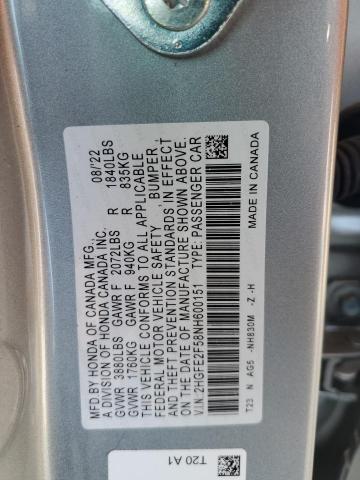 MFD.BY HONDA OF CANADA MFG., 08/'22
A DIV. OF HONDA CANADA INC.
GVWR 3880LBS GAWR F 2072LBS R 1840LBS
GVWR 1760KG GAWR F 940KG R 835KG
THIS VEHICLE CONFORMS TO ALL APPLICABLE
FEDERAL MOTOR VEHICLE SAFETY, BUMPER,
AND THEFT PREVENTION STANDARDS IN EFFECT
ON THE DATE OF MANUFACTURE SHOWN ABOVE.
V.I.N.:2HGFE2F58NH600151 TYPE:PASSENGER CAR
T23 N AG5 -NH830M -Z -H MADE IN CANADA
T20 A1